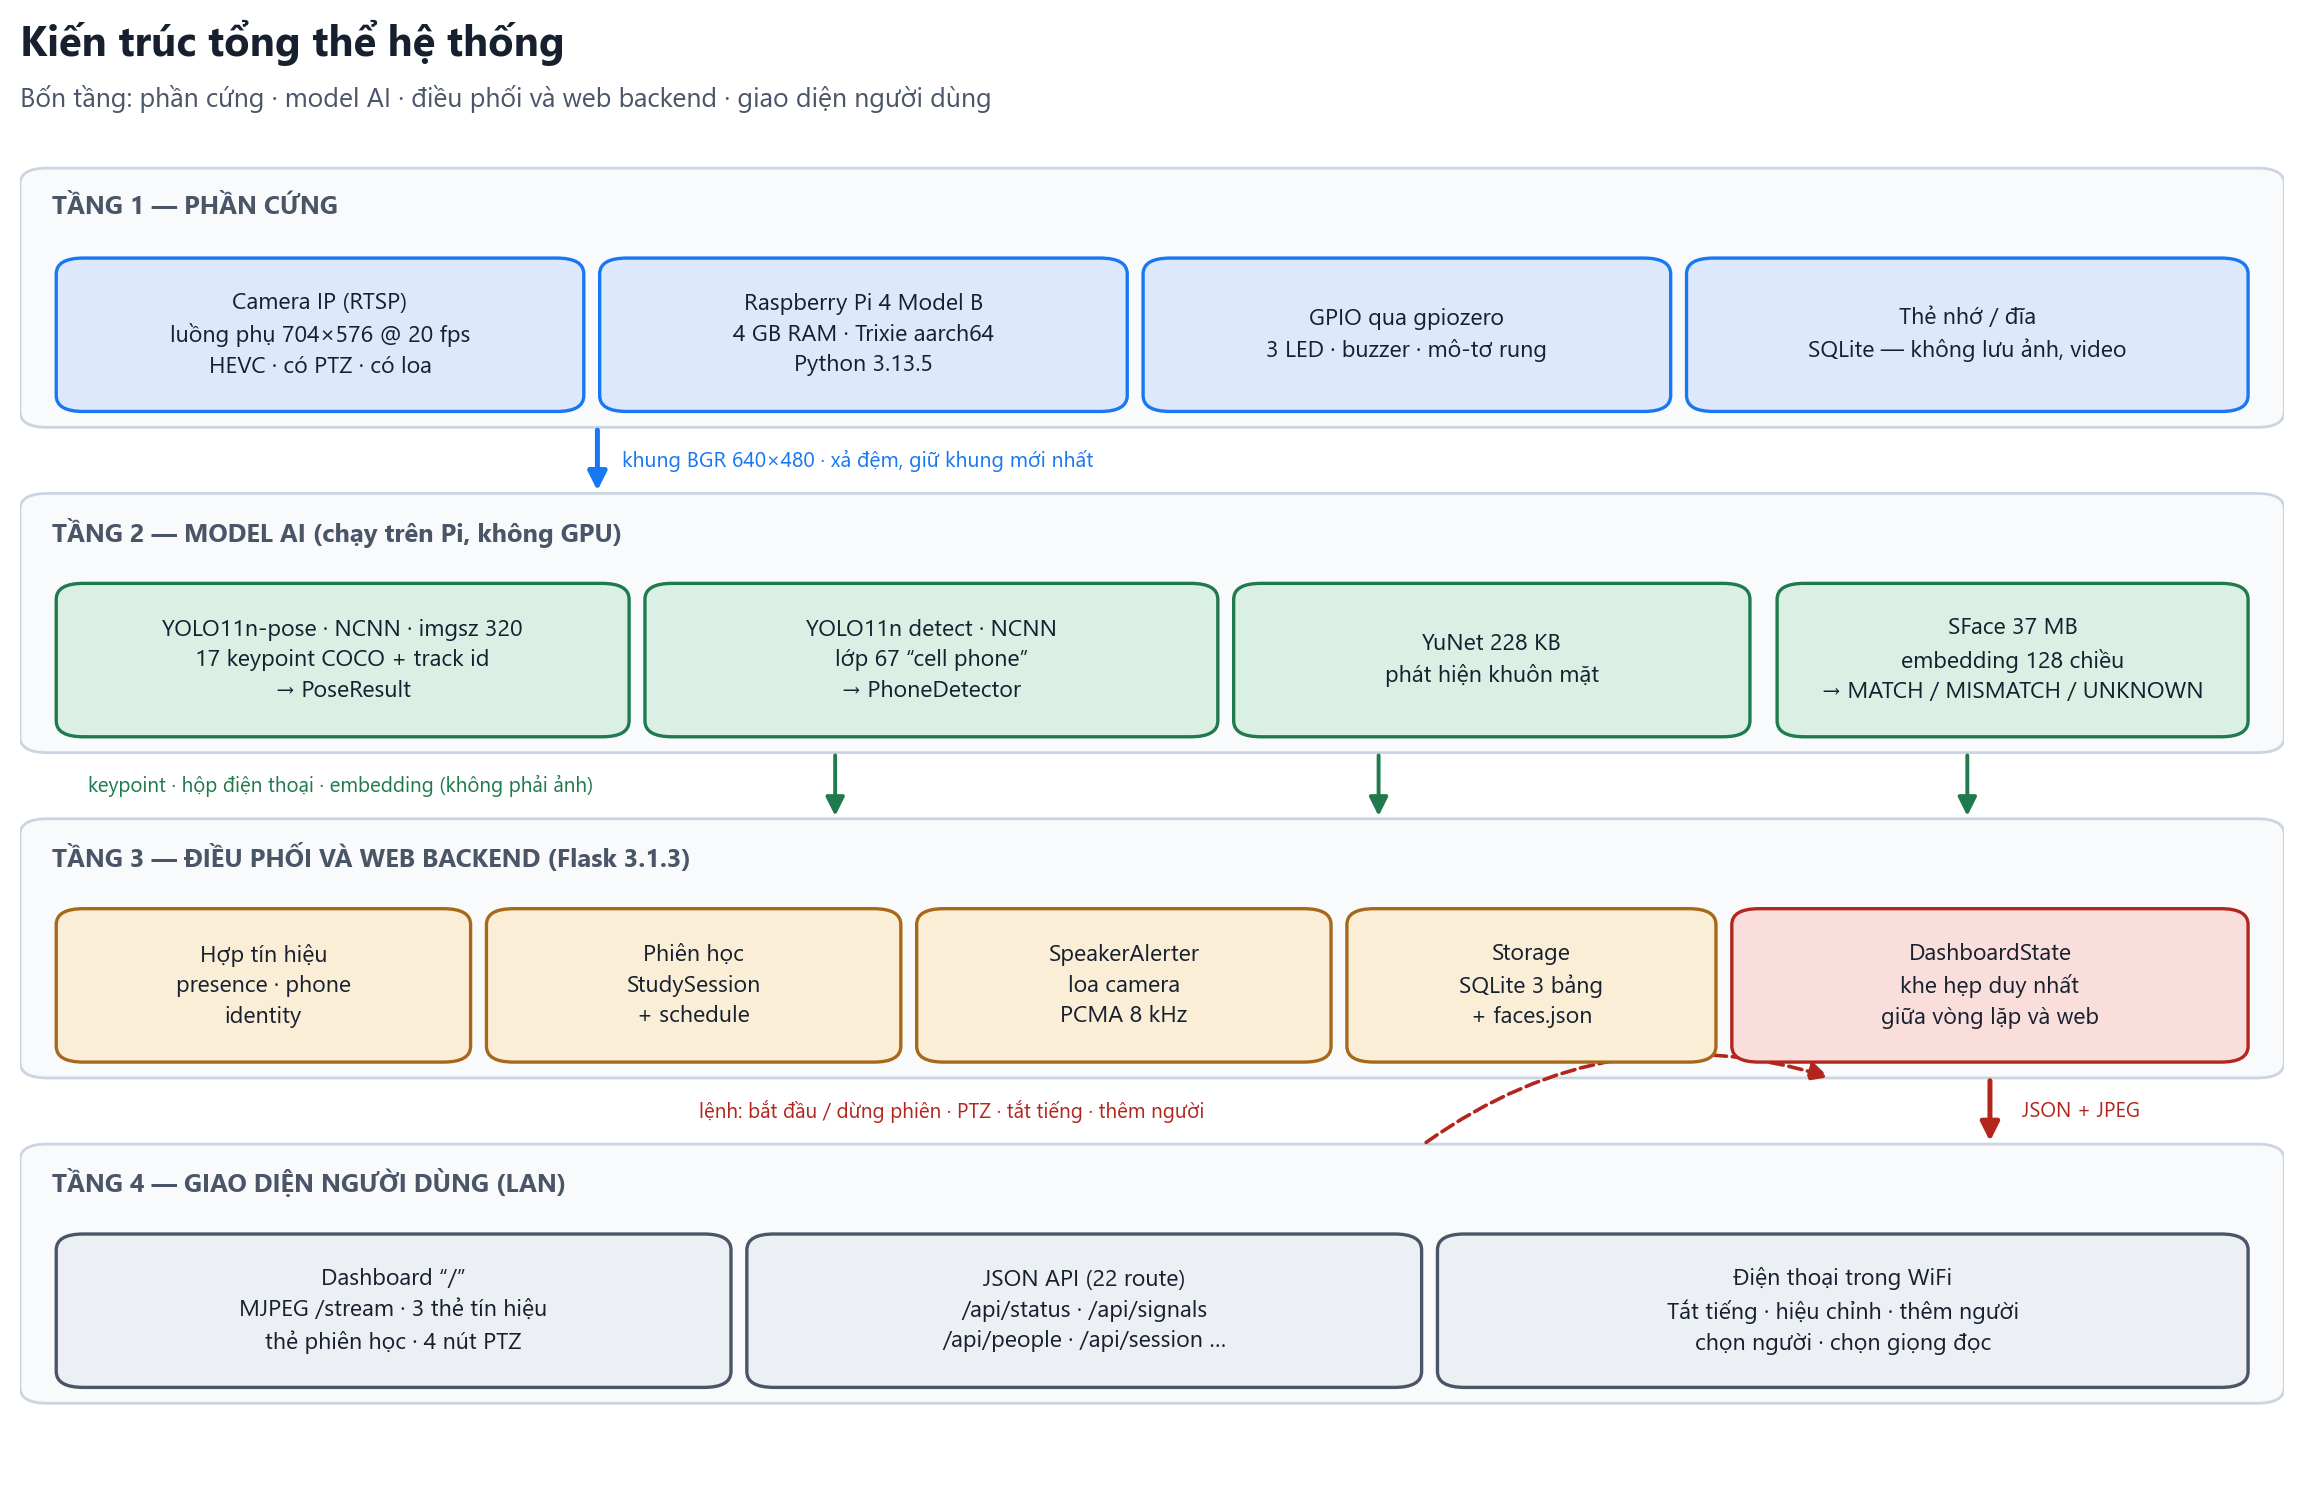 Kiến trúc tổng thể hệ thống
Bốn tầng: phần cứng · model AI · điều phối và web backend · giao diện người dùng
TẦNG 1 — PHẦN CỨNG
Camera IP (RTSP)
luồng phụ 704×576 @ 20 fps
HEVC · có PTZ · có loa
Raspberry Pi 4 Model B
4 GB RAM · Trixie aarch64
Python 3.13.5
GPIO qua gpiozero
3 LED · buzzer · mô-tơ rung
Thẻ nhớ / đĩa
SQLite — không lưu ảnh, video
khung BGR 640×480 · xả đệm, giữ khung mới nhất
TẦNG 2 — MODEL AI (chạy trên Pi, không GPU)
YOLO11n-pose · NCNN · imgsz 320
17 keypoint COCO + track id
→ PoseResult
YOLO11n detect · NCNN
lớp 67 “cell phone”
→ PhoneDetector
YuNet 228 KB
phát hiện khuôn mặt
SFace 37 MB
embedding 128 chiều
→ MATCH / MISMATCH / UNKNOWN
keypoint · hộp điện thoại · embedding (không phải ảnh)
TẦNG 3 — ĐIỀU PHỐI VÀ WEB BACKEND (Flask 3.1.3)
Hợp tín hiệu
presence · phone
identity
Phiên học
StudySession
+ schedule
SpeakerAlerter
loa camera
PCMA 8 kHz
Storage
SQLite 3 bảng
+ faces.json
DashboardState
khe hẹp duy nhất
giữa vòng lặp và web
lệnh: bắt đầu / dừng phiên · PTZ · tắt tiếng · thêm người
JSON + JPEG
TẦNG 4 — GIAO DIỆN NGƯỜI DÙNG (LAN)
Dashboard “/”
MJPEG /stream · 3 thẻ tín hiệu
thẻ phiên học · 4 nút PTZ
JSON API (22 route)
/api/status · /api/signals
/api/people · /api/session ...
Điện thoại trong WiFi
Tắt tiếng · hiệu chỉnh · thêm người
chọn người · chọn giọng đọc